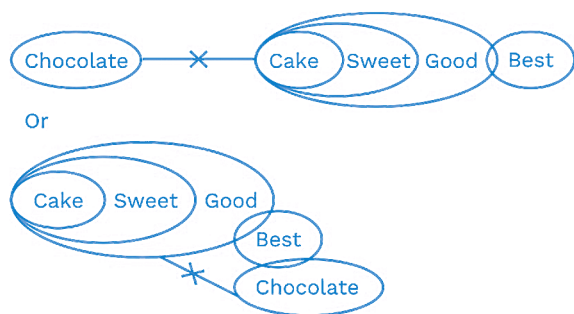 Chocolate Cake Sweet Good Best
Or
Cake Sweet Good
Best
Chocolate